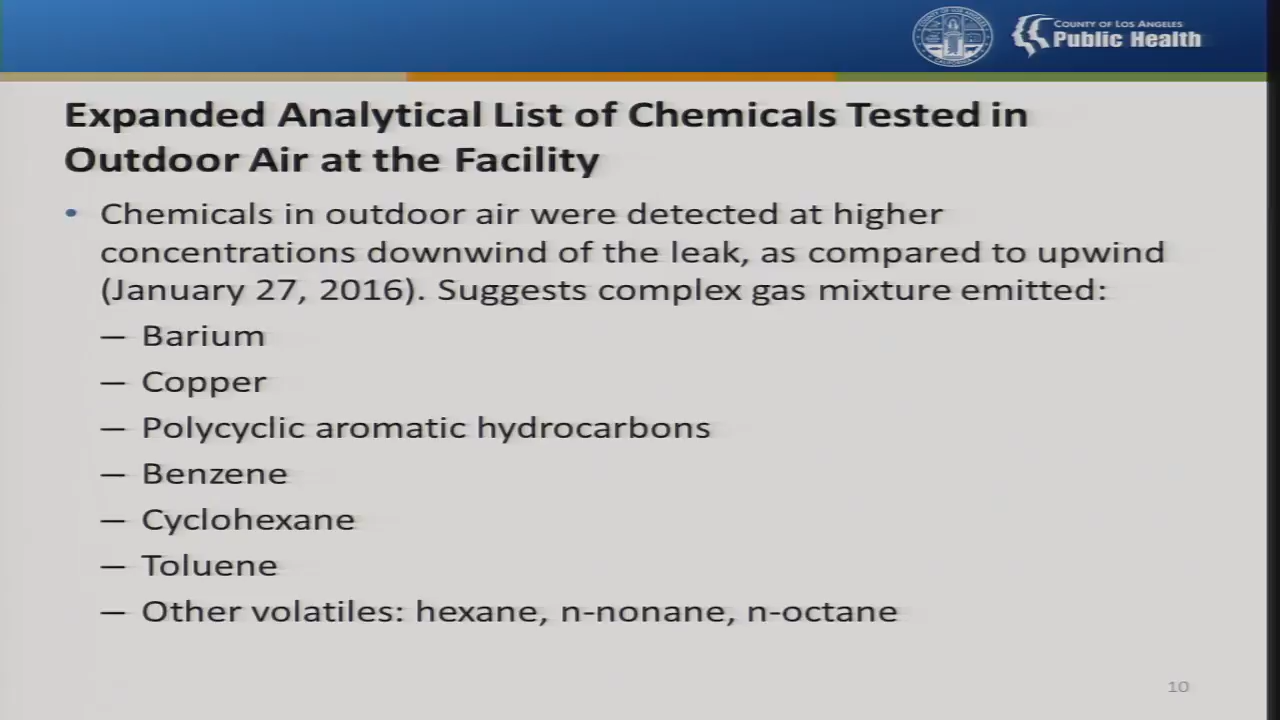 COUNTY OF LOS ANGELES
Public Health
Expanded Analytical List of Chemicals Tested in
Outdoor Air at the Facility
• Chemicals in outdoor air were detected at higher
concentrations downwind of the leak, as compared to upwind
(January 27, 2016). Suggests complex gas mixture emitted:
— Barium
— Copper
— Polycyclic aromatic hydrocarbons
— Benzene
— Cyclohexane
— Toluene
— Other volatiles: hexane, n-nonane, n-octane
10